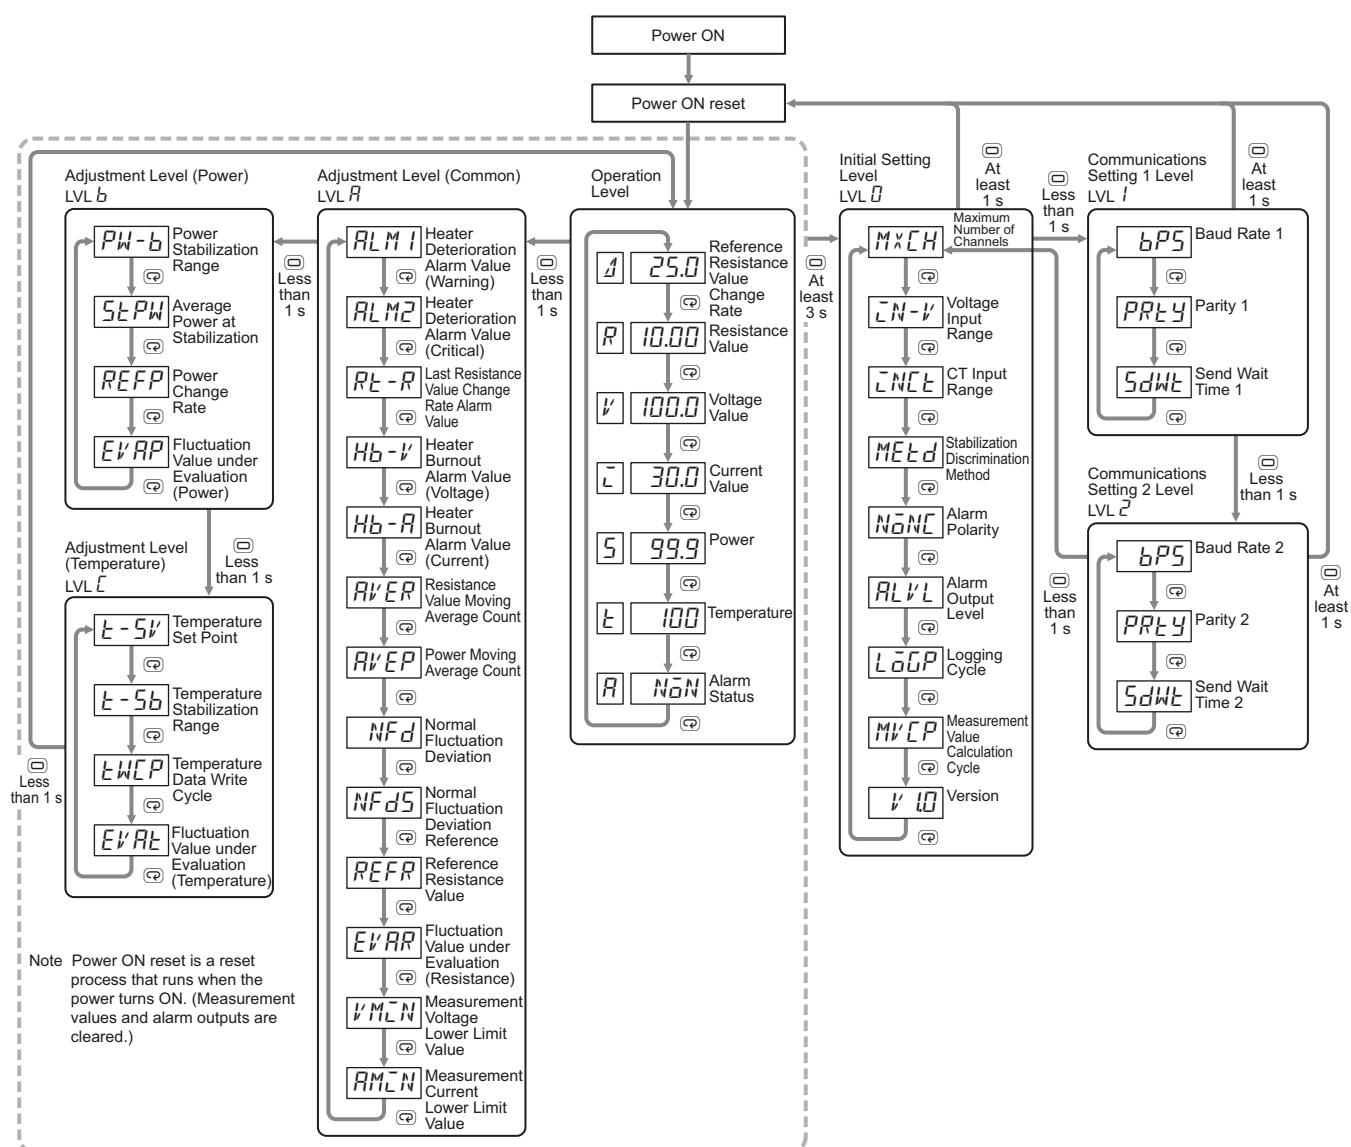 Power ON
Power ON reset
Adjustment Level (Power)
LVL b
PW-b
Power
Stabilization
Range
StPW
Average
Power at
Stabilization
REFP
Power
Change
Rate
EVAP
Fluctuation
Value under
Evaluation
(Power)
Less
than
1 s
Less
than 1 s
Adjustment Level
(Temperature)
LVL C
t-SV
Temperature
Set Point
t-Sb
Temperature
Stabilization
Range
tWCP
Temperature
Data Write
Cycle
EVAt
Fluctuation
Value under
Evaluation
(Temperature)
Less
than 1 s
Note Power ON reset is a reset
process that runs when the
power turns ON. (Measurement
values and alarm outputs are
cleared.)
Adjustment Level (Common)
LVL A
ALM1
Heater
Deterioration
Alarm Value
(Warning)
ALM2
Heater
Deterioration
Alarm Value
(Critical)
Rt-R
Last Resistance
Value Change
Rate Alarm
Value
Hb-V
Heater
Burnout
Alarm Value
(Voltage)
Hb-A
Heater
Burnout
Alarm Value
(Current)
AVER
Resistance
Value Moving
Average Count
AVEP
Power Moving
Average Count
NFd
Normal
Fluctuation
Deviation
NFdS
Normal
Fluctuation
Deviation
Reference
REFR
Reference
Resistance
Value
EVAR
Fluctuation
Value under
Evaluation
(Resistance)
VMIN
Measurement
Voltage
Lower Limit
Value
AMIN
Measurement
Current
Lower Limit
Value
Less
than
1 s
Operation
Level
25.0
Reference
Resistance
Value
Change
Rate
R 10.00
Resistance
Value
V 100.0
Voltage
Value
I 30.0
Current
Value
S 99.9
Power
t 100
Temperature
A NON
Alarm
Status
At
least
3 s
Initial Setting
Level
LVL 0
MXCH
Maximum
Number of
Channels
IN-V
Voltage
Input
Range
INCt
CT Input
Range
MEtd
Stabilization
Discrimination
Method
NONC
Alarm
Polarity
ALVL
Alarm
Output
Level
LOGP
Logging
Cycle
MVCP
Measurement
Value
Calculation
Cycle
V 1.0
Version
At
least
1 s
Less
than
1 s
Communications
Setting 1 Level
LVL 1
bPS
Baud Rate 1
PRtY
Parity 1
SdWt
Send Wait
Time 1
At
least
1 s
Less
than 1 s
Communications
Setting 2 Level
LVL 2
bPS
Baud Rate 2
PRtY
Parity 2
SdWt
Send Wait
Time 2
Less
than
1 s
At
least
1 s